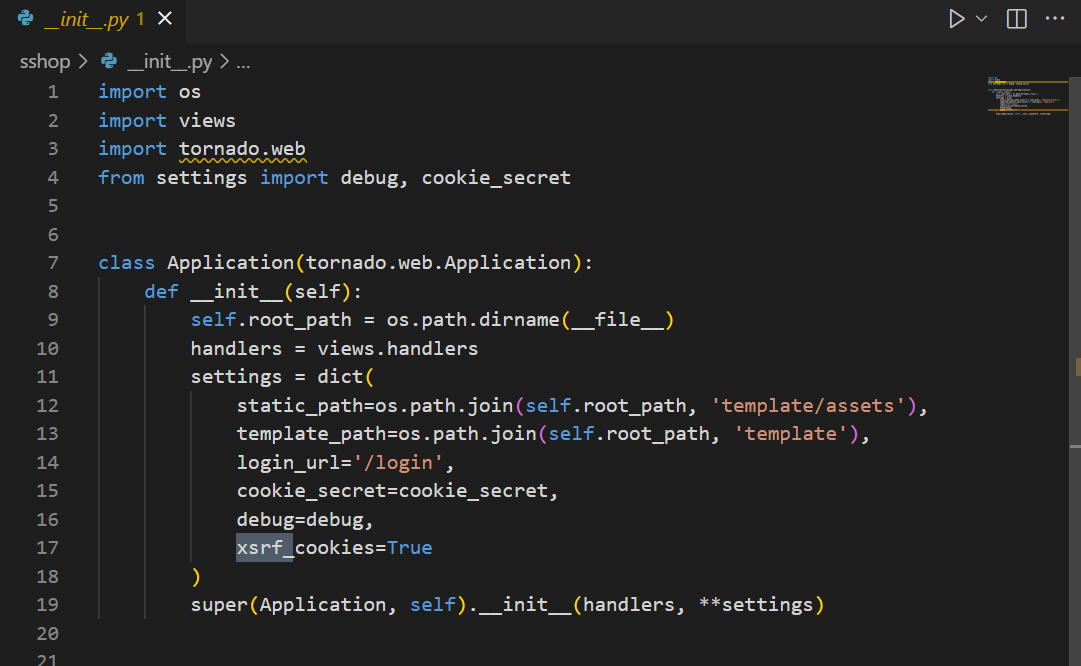 __init__.py 1
sshop > __init__.py > ...
1 import os
2 import views
3 import tornado.web
4 from settings import debug, cookie_secret
5
6
7 class Application(tornado.web.Application):
8     def __init__(self):
9         self.root_path = os.path.dirname(__file__)
10         handlers = views.handlers
11         settings = dict(
12             static_path=os.path.join(self.root_path, 'template/assets'),
13             template_path=os.path.join(self.root_path, 'template'),
14             login_url='/login',
15             cookie_secret=cookie_secret,
16             debug=debug,
17             xsrf_cookies=True
18         )
19         super(Application, self).__init__(handlers, **settings)
20
21